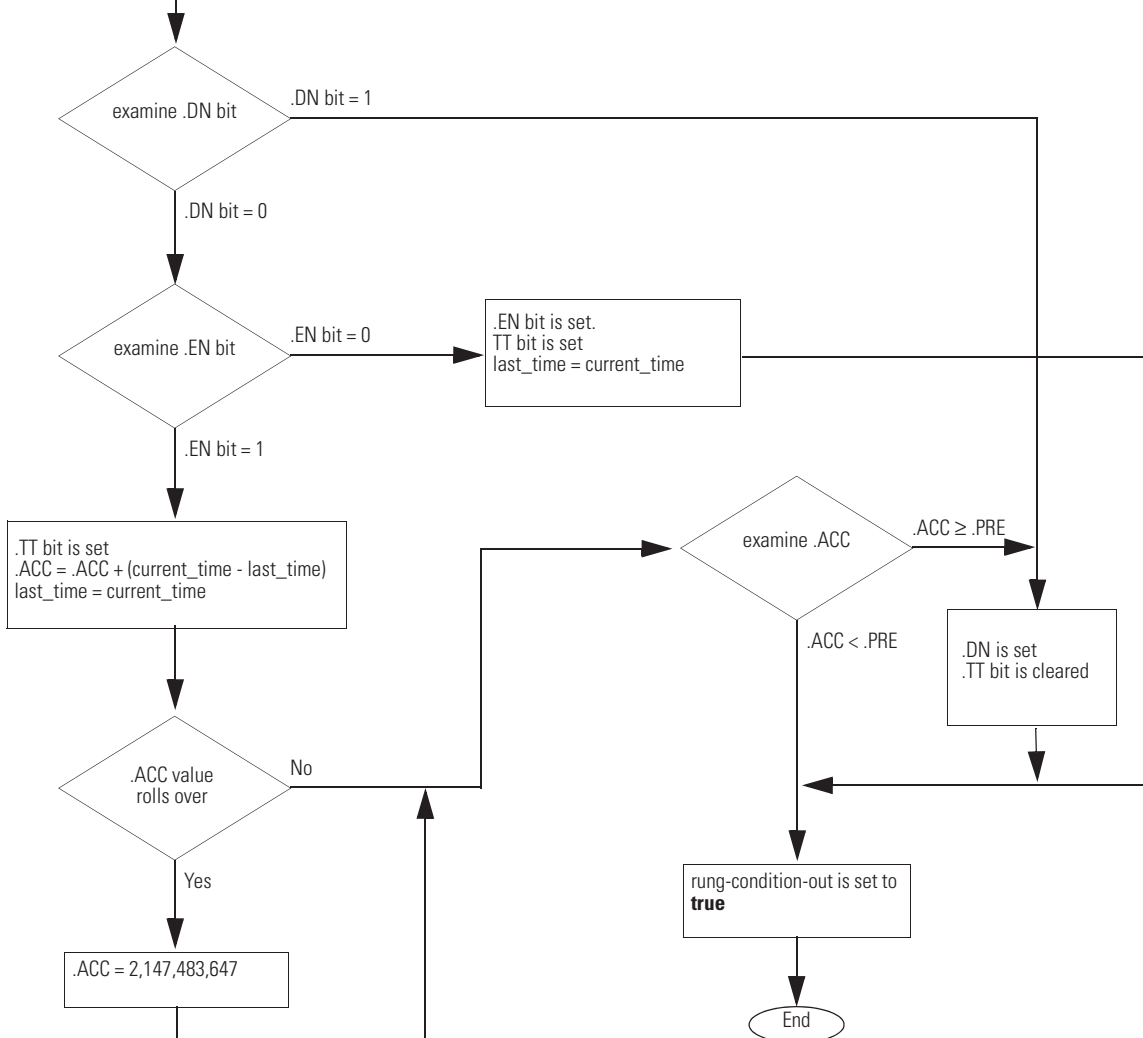 examine .DN bit
.DN bit = 1
.DN bit = 0
examine .EN bit
.EN bit = 0
.EN bit is set.
TT bit is set
last_time = current_time
.EN bit = 1
.TT bit is set
.ACC = .ACC + (current_time - last_time)
last_time = current_time
examine .ACC
.ACC ≥ .PRE
.ACC < .PRE
.DN is set
.TT bit is cleared
.ACC value
rolls over
No
Yes
rung-condition-out is set to
true
.ACC = 2,147,483,647
End